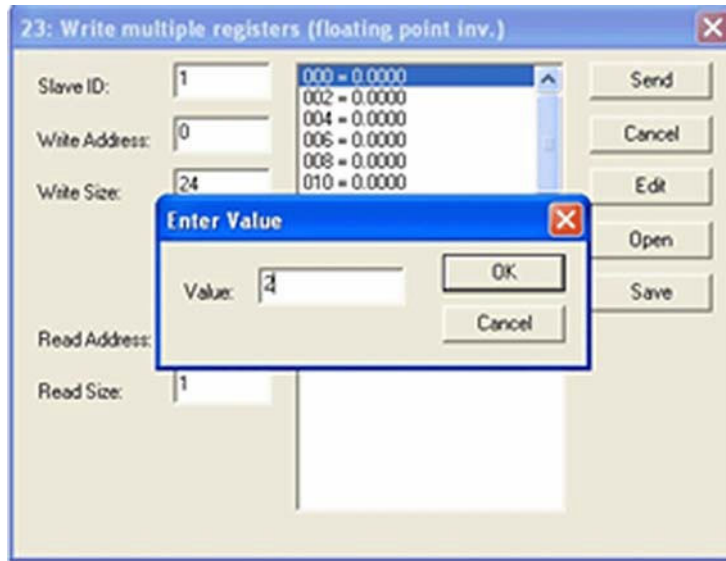 23: Write multiple registers (floating point inv.)
Slave ID: 1
Write Address: 0
Write Size: 24
000 = 0.0000
002 = 0.0000
004 = 0.0000
006 = 0.0000
008 = 0.0000
010 = 0.0000
Send
Cancel
Edit
Open
Save
Enter Value
Value: 2
OK
Cancel
Read Address:
Read Size: 1